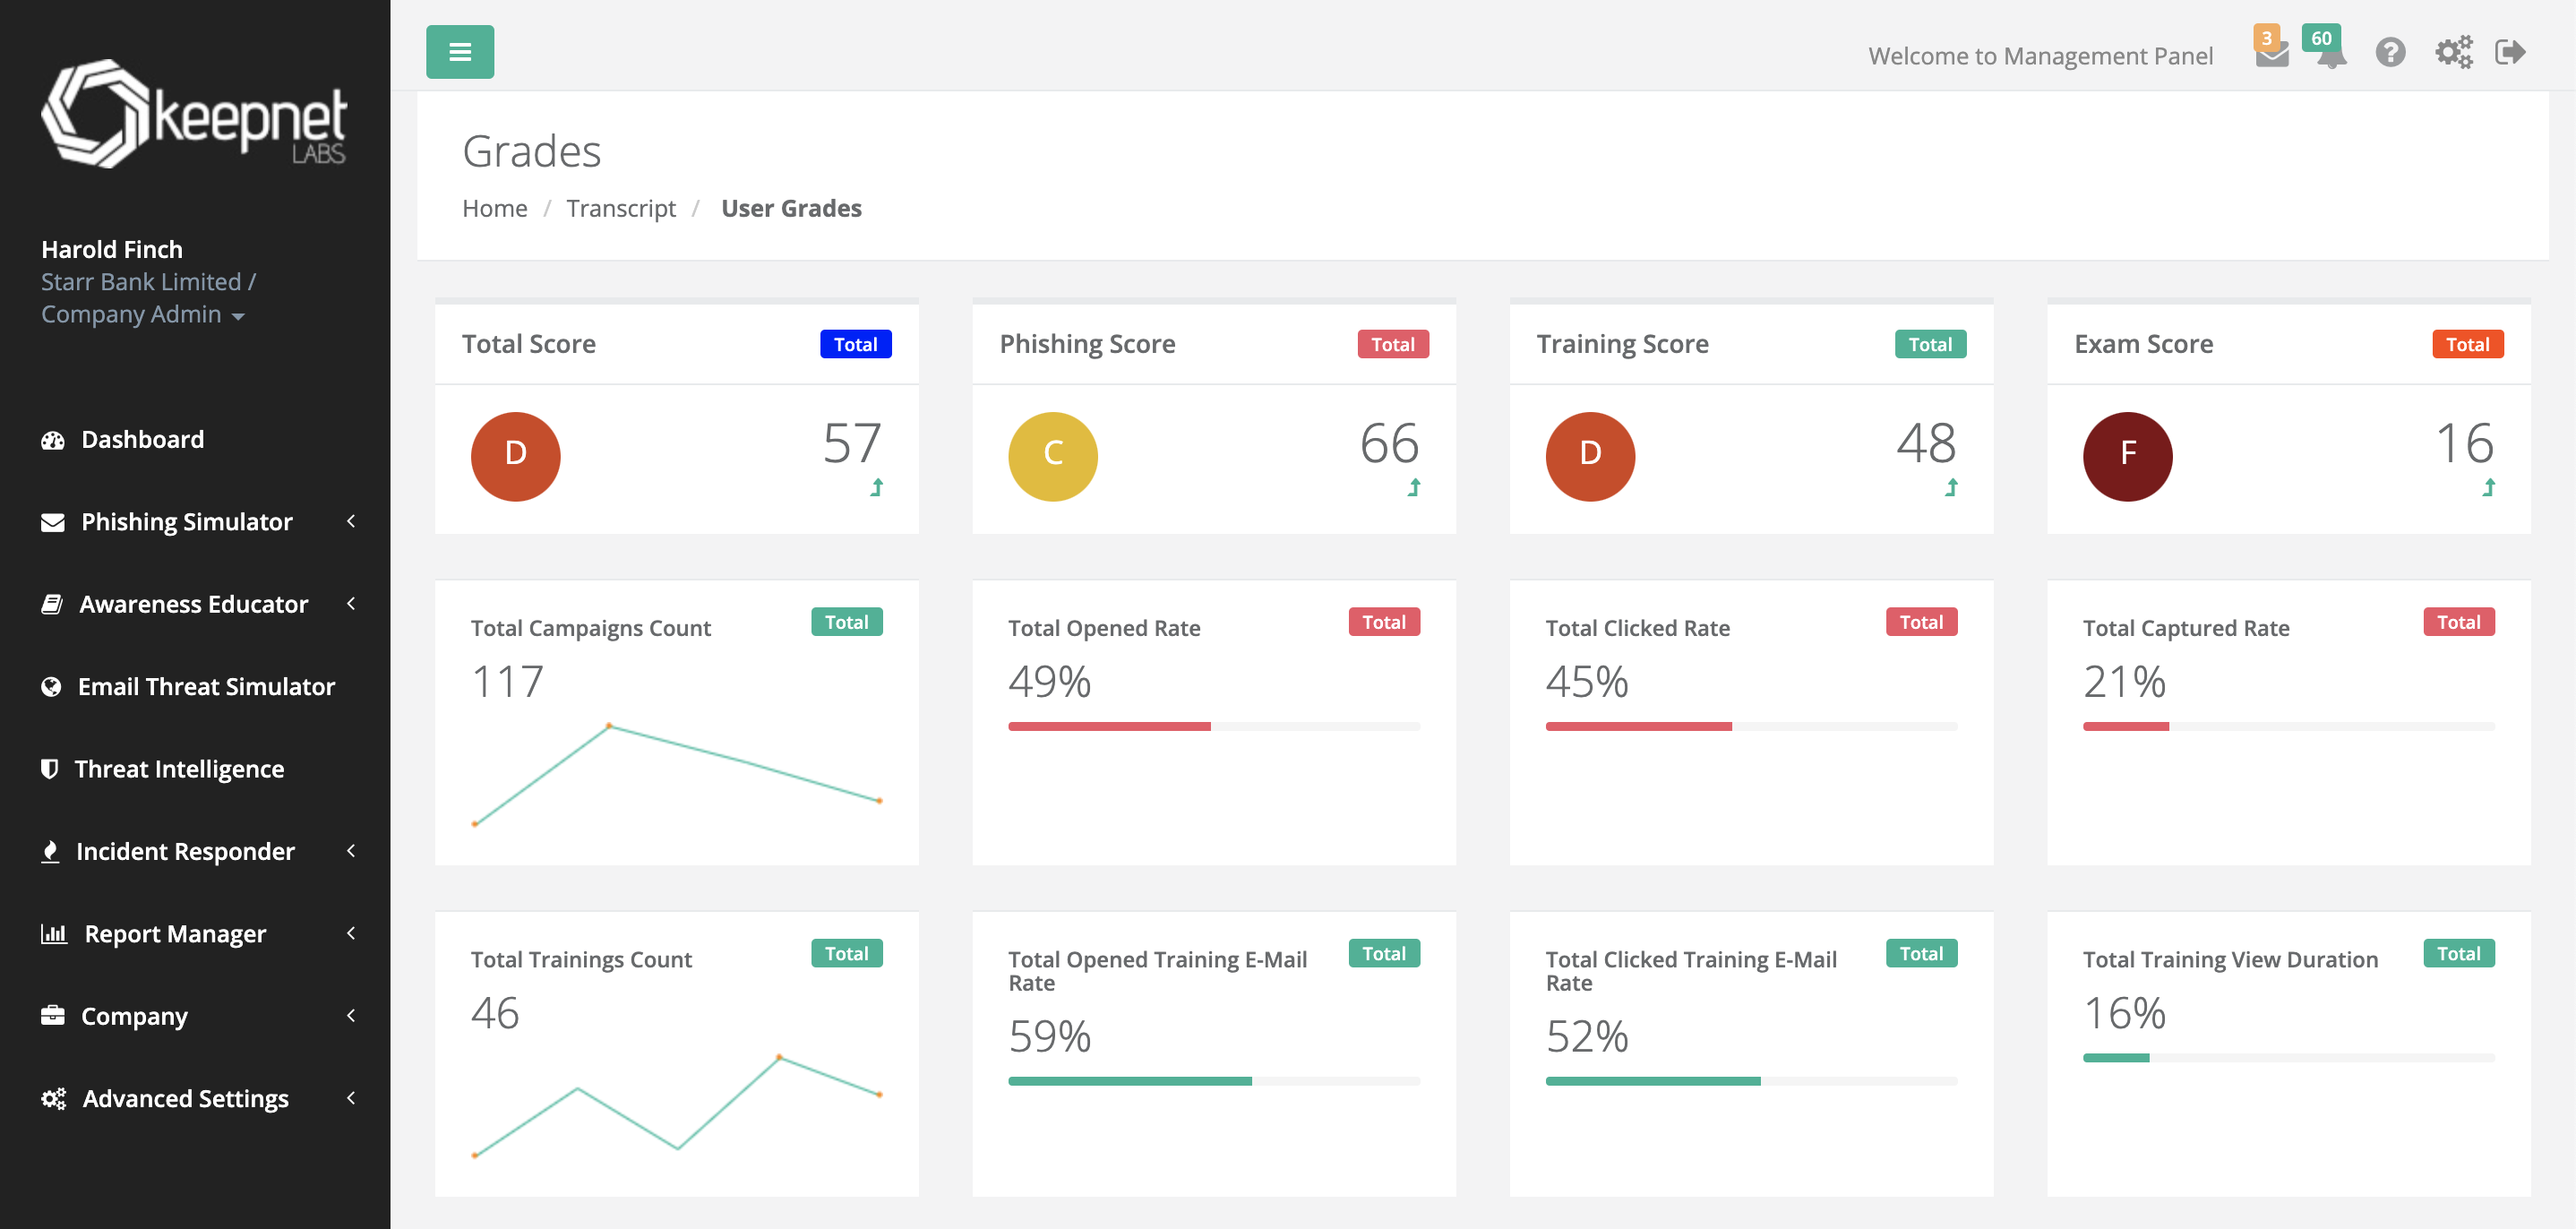 keepnet
LABS
Harold Finch
Starr Bank Limited /
Company Admin
Dashboard
Phishing Simulator
Awareness Educator
Email Threat Simulator
Threat Intelligence
Incident Responder
Report Manager
Company
Advanced Settings
Welcome to Management Panel
3
60
Grades
Home / Transcript / User Grades
Total Score Total
D 57
Phishing Score Total
C 66
Training Score Total
D 48
Exam Score Total
F 16
Total Campaigns Count Total
117
Total Opened Rate Total
49%
Total Clicked Rate Total
45%
Total Captured Rate Total
21%
Total Trainings Count Total
46
Total Opened Training E-Mail Total
Rate
59%
Total Clicked Training E-Mail Total
Rate
52%
Total Training View Duration Total
16%